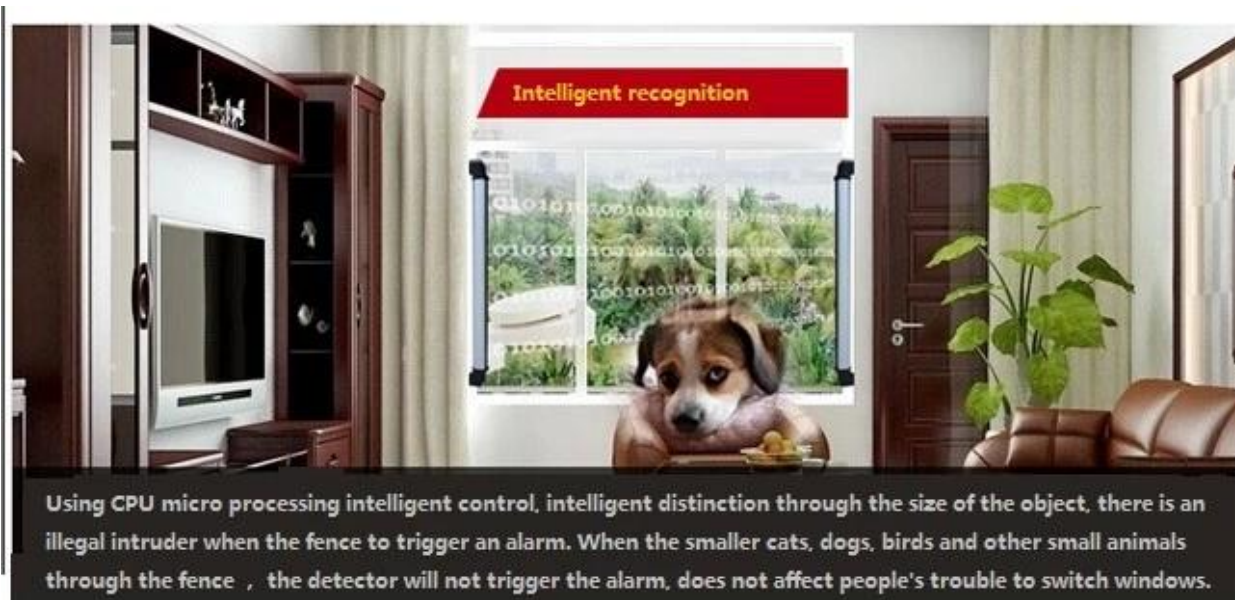 Intelligent recognition
Using CPU micro processing intelligent control, intelligent distinction through the size of the object, there is an
illegal intruder when the fence to trigger an alarm. When the smaller cats, dogs, birds and other small animals
through the fence , the detector will not trigger the alarm, does not affect people's trouble to switch windows.